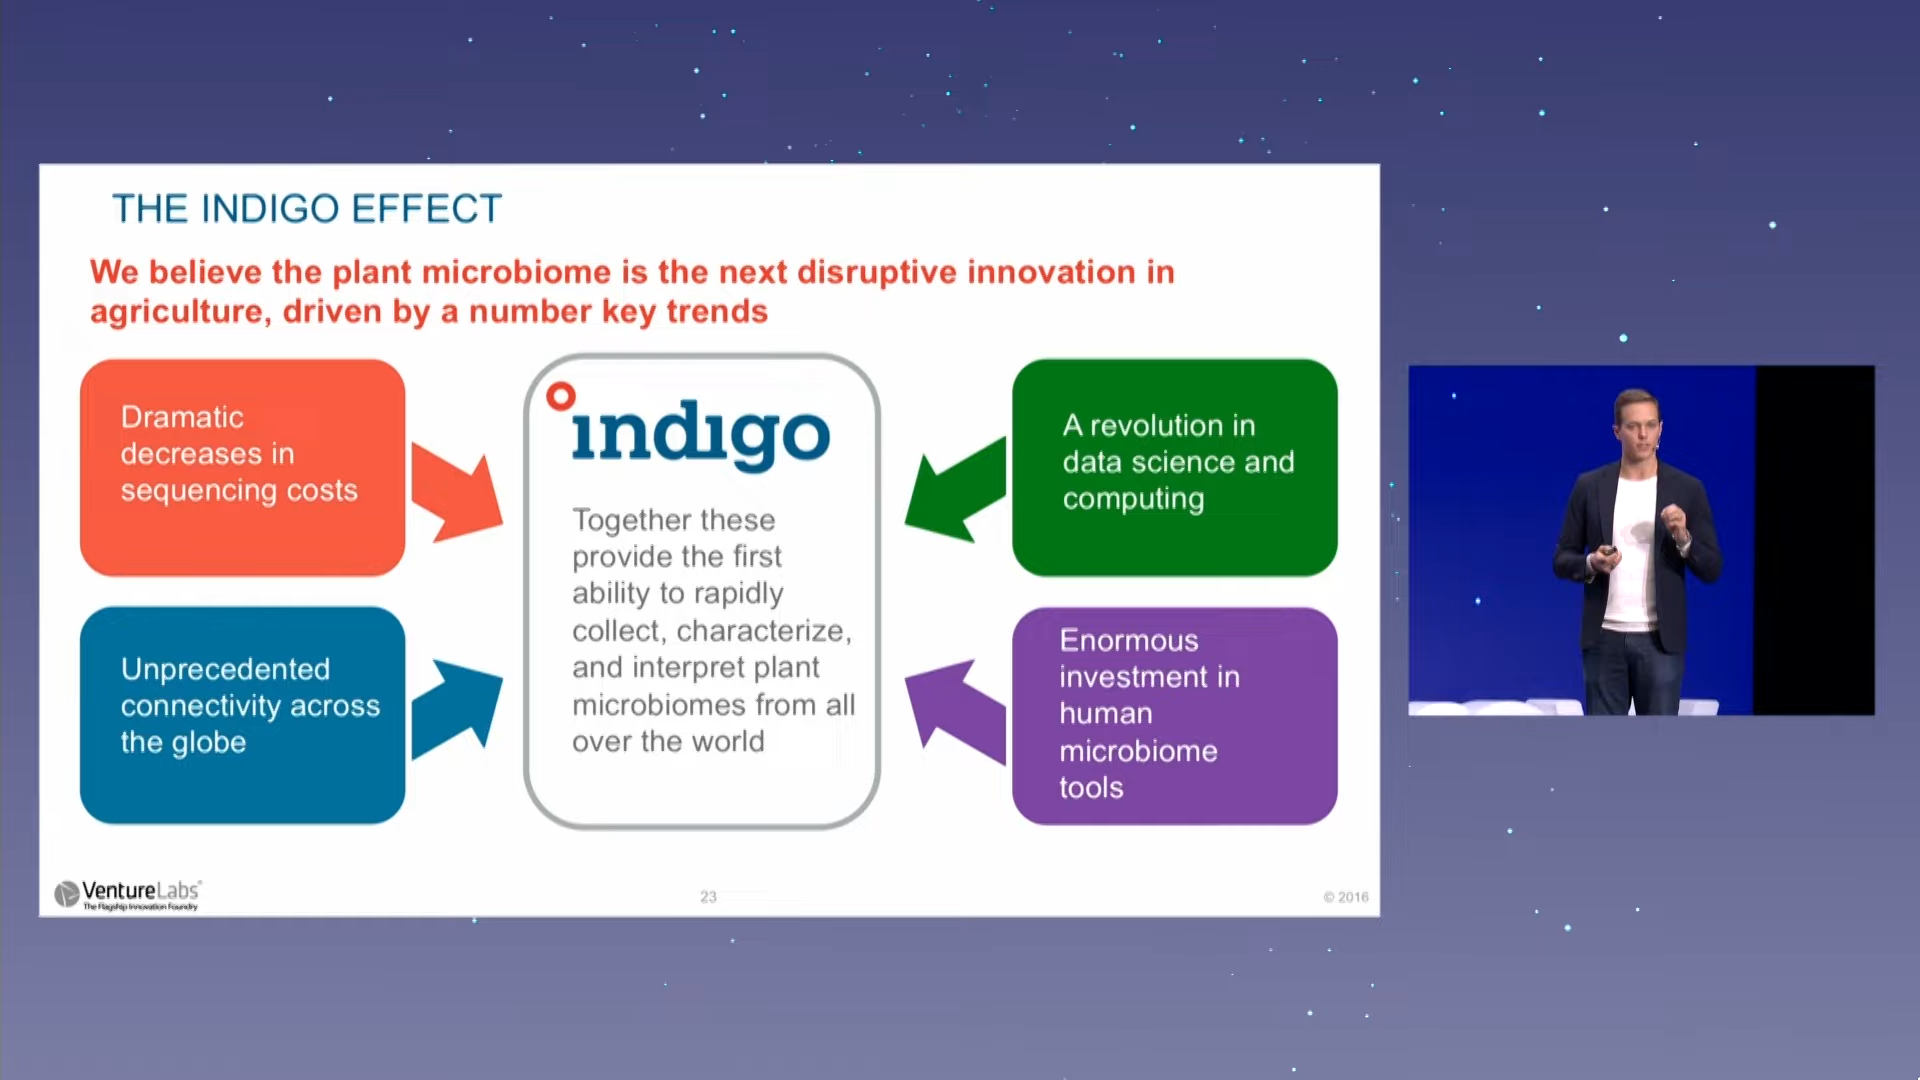 THE INDIGO EFFECT
We believe the plant microbiome is the next disruptive innovation in
agriculture, driven by a number key trends
Dramatic
decreases in
sequencing costs
Unprecedented
connectivity across
the globe
indigo
Together these
provide the first
ability to rapidly
collect, characterize,
and interpret plant
microbiomes from all
over the world
A revolution in
data science and
computing
Enormous
investment in
human
microbiome
tools
VentureLabs®
The Flagship Innovation Foundry
23
© 2016